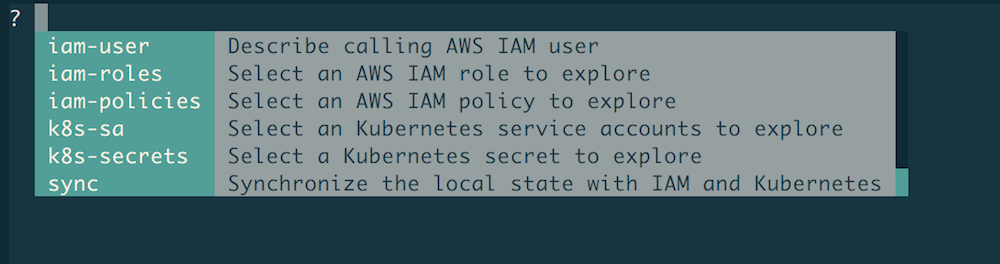 ?
iam-user Describe calling AWS IAM user
iam-roles Select an AWS IAM role to explore
iam-policies Select an AWS IAM policy to explore
k8s-sa Select an Kubernetes service accounts to explore
k8s-secrets Select a Kubernetes secret to explore
sync Synchronize the local state with IAM and Kubernetes